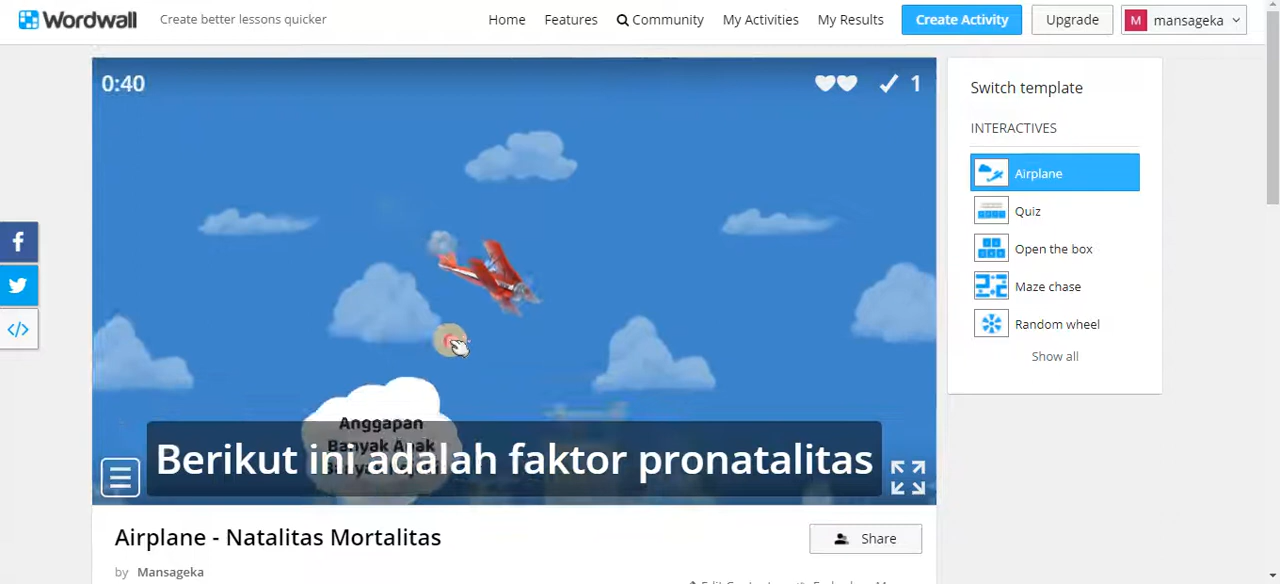 Wordwall Create better lessons quicker Home Features Community My Activities My Results Create Activity Upgrade M mansageka
0:40 1
Switch template
INTERACTIVES
Airplane
Quiz
Open the box
Maze chase
Random wheel
Show all
Anggapan
Banyak Anak
Berikut ini adalah faktor pronatalitas
Airplane - Natalitas Mortalitas
Share
by Mansageka